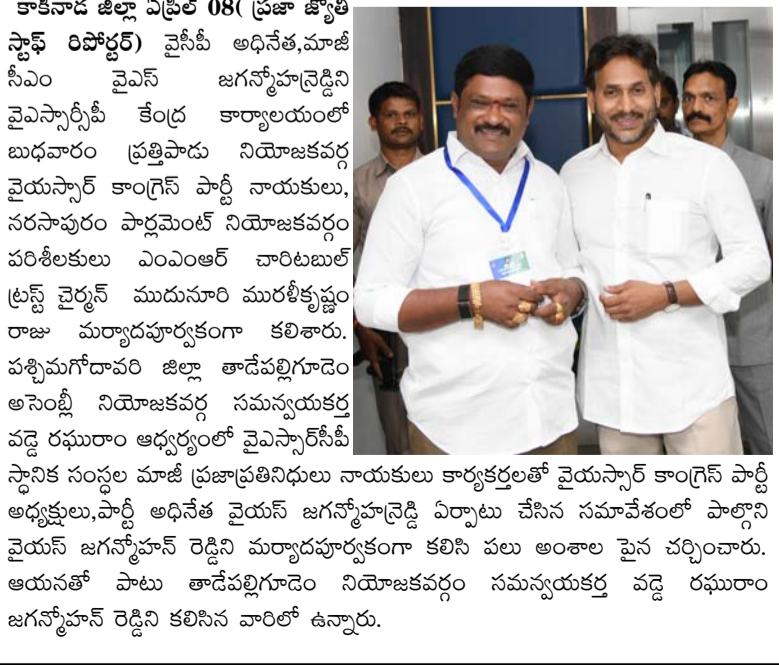 కాకినాడ జిల్లా ఏప్రిల్ 08( ప్రజా జ్యోతి
స్టాఫ్ రిపోర్టర్) వైసీపీ అధినేత,మాజీ
సీఎం వైఎస్ జగన్మోహన్రెడ్డిని
వైఎస్సార్సీపీ కేంద్ర కార్యాలయంలో
బుధవారం ప్రత్తిపాడు నియోజకవర్గ
వైయస్సార్ కాంగ్రెస్ పార్టీ నాయకులు,
నరసాపురం పార్లమెంట్ నియోజకవర్గం
పరిశీలకులు ఎంఎంఆర్ చారిటబుల్
ట్రస్ట్ చైర్మన్ ముదునూరి మురళీకృష్ణం
రాజు మర్యాదపూర్వకంగా కలిశారు.
పశ్చిమగోదావరి జిల్లా తాడేపల్లిగూడెం
అసెంబ్లీ నియోజకవర్గ సమన్వయకర్త
వడ్డె రఘురాం ఆధ్వర్యంలో వైఎస్సార్‌సీపీ
స్థానిక సంస్థల మాజీ ప్రజాప్రతినిధులు నాయకులు కార్యకర్తలతో వైయస్సార్ కాంగ్రెస్ పార్టీ
అధ్యక్షులు,పార్టీ అధినేత వైయస్ జగన్మోహన్రెడ్డి ఏర్పాటు చేసిన సమావేశంలో పాల్గొని
వైయస్ జగన్మోహన్ రెడ్డిని మర్యాదపూర్వకంగా కలిసి పలు అంశాల పైన చర్చించారు.
ఆయనతో పాటు తాడేపల్లిగూడెం నియోజకవర్గం సమన్వయకర్త వడ్డె రఘురాం
జగన్మోహన్ రెడ్డిని కలిసిన వారిలో ఉన్నారు.